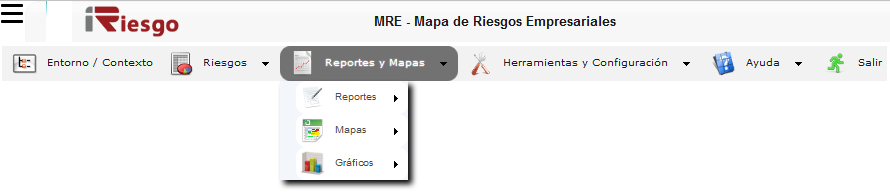 iRiesgo
MRE - Mapa de Riesgos Empresariales
Entorno / Contexto Riesgos Reportes y Mapas Herramientas y Configuración Ayuda Salir
Reportes
Mapas
Gráficos